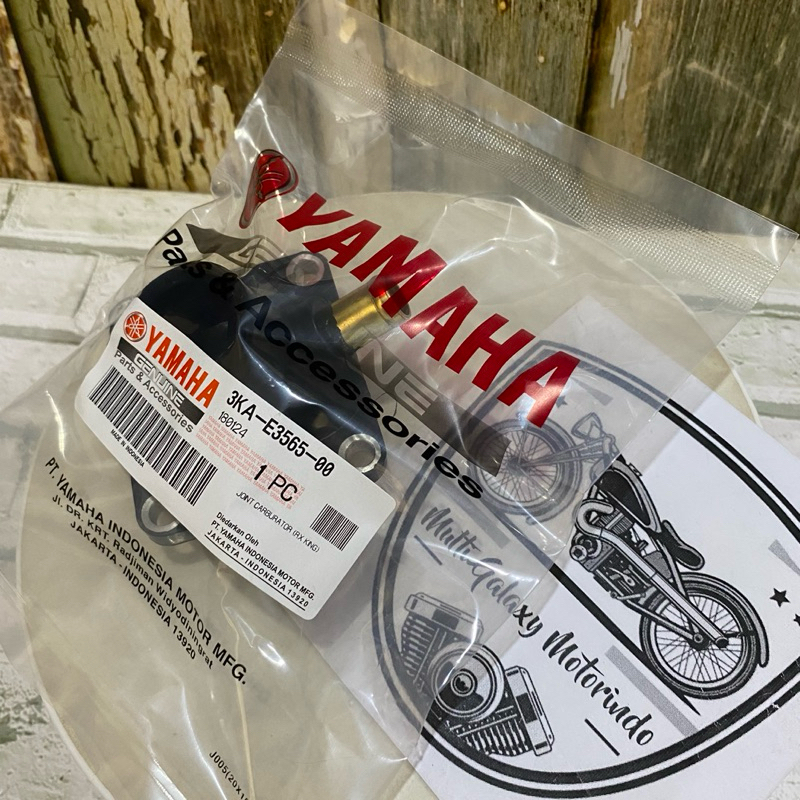 YAMAHA
GENUINE
Parts & Accessories
YAMAHA
GENUINE
Parts & Accessories
3KA-E3565-00
180124
1 PC
MADE IN INDONESIA
JOINT CARBURATOR (RX KING)
Diedarkan Oleh
PT. YAMAHA INDONESIA MOTOR MFG.
JAKARTA - INDONESIA 13920
PT. YAMAHA INDONESIA MOTOR MFG.
Jl. DR. KRT. Radjiman Widyodiningrat
JAKARTA - INDONESIA 13920
MultiGalaxy Motorindo